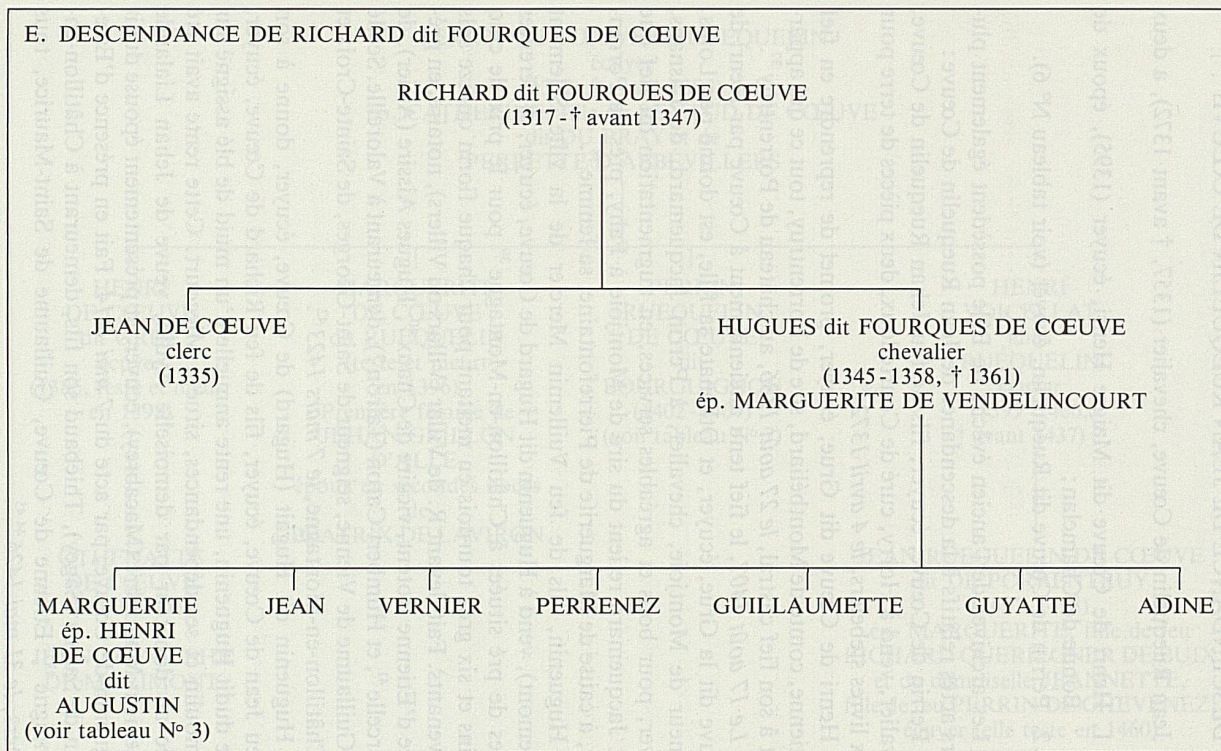 E. DESCENDANCE DE RICHARD dit FOURQUES DE CŒUVE
RICHARD dit FOURQUES DE CŒUVE
(1317 - † avant 1347)
JEAN DE CŒUVE
clerc
(1335)
HUGUES dit FOURQUES DE CŒUVE
chevalier
(1345 - 1358, † 1361)
ép. MARGUERITE DE VENDELINCOURT
MARGUERITE
ép. HENRI
DE CŒUVE
dit
AUGUSTIN
(voir tableau Nº 3)
JEAN
VERNIER
PERRENEZ
GUILLAUMETTE
GUYATTE
ADINE